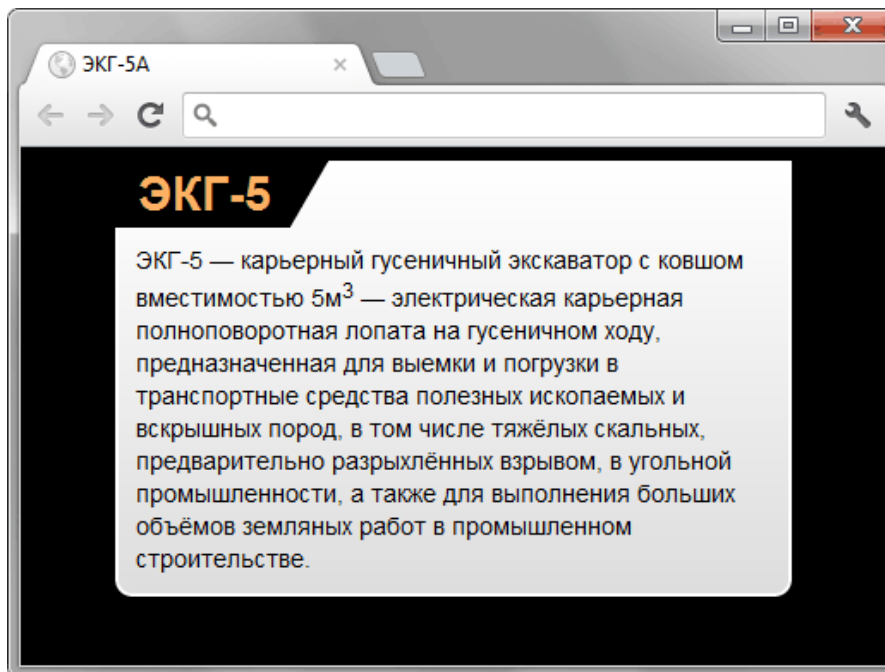 ЭКГ-5А
ЭКГ-5
ЭКГ-5 — карьерный гусеничный экскаватор с ковшом
вместимостью 5м³ — электрическая карьерная
полноповоротная лопата на гусеничном ходу,
предназначенная для выемки и погрузки в
транспортные средства полезных ископаемых и
вскрышных пород, в том числе тяжёлых скальных,
предварительно разрыхлённых взрывом, в угольной
промышленности, а также для выполнения больших
объёмов земляных работ в промышленном
строительстве.